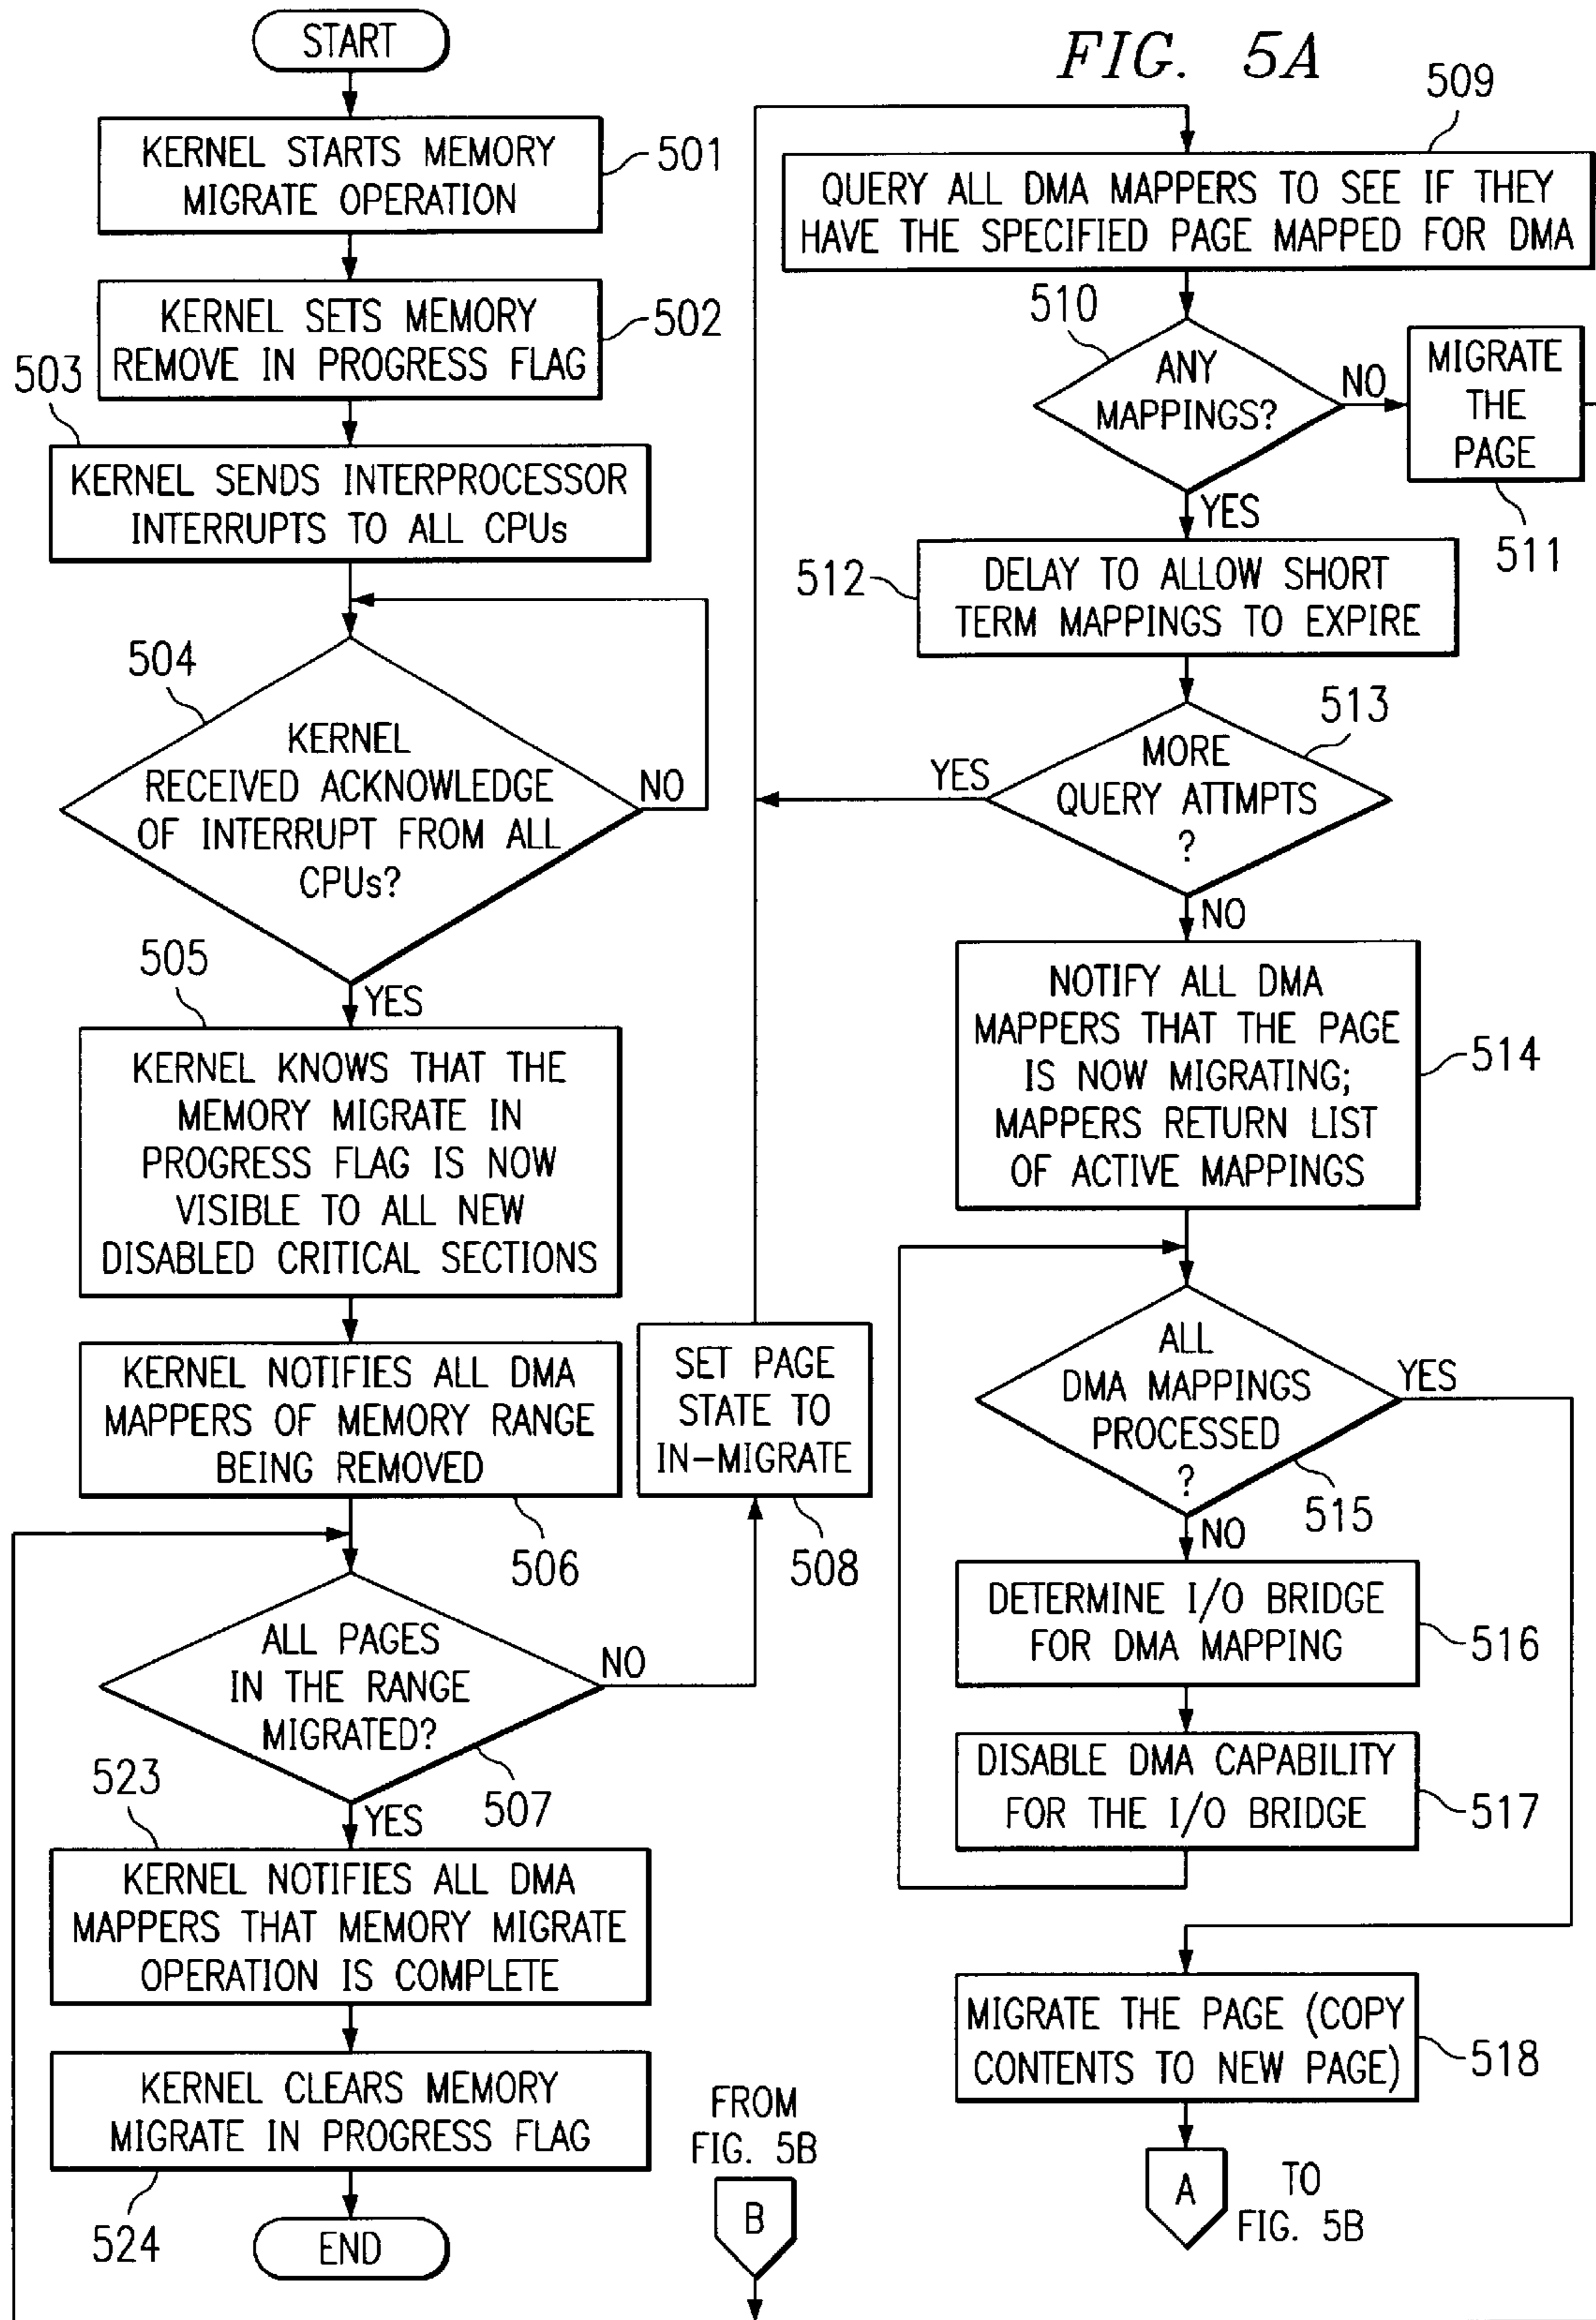 FIG. 5A
START
KERNEL STARTS MEMORY
MIGRATE OPERATION
501
KERNEL SETS MEMORY
REMOVE IN PROGRESS FLAG
502
503
KERNEL SENDS INTERPROCESSOR
INTERRUPTS TO ALL CPUs
504
KERNEL
RECEIVED ACKNOWLEDGE
OF INTERRUPT FROM ALL
CPUs?
NO
YES
505
KERNEL KNOWS THAT THE
MEMORY MIGRATE IN
PROGRESS FLAG IS NOW
VISIBLE TO ALL NEW
DISABLED CRITICAL SECTIONS
KERNEL NOTIFIES ALL DMA
MAPPERS OF MEMORY RANGE
BEING REMOVED
506
ALL PAGES
IN THE RANGE
MIGRATED?
507
NO
YES
SET PAGE
STATE TO
IN-MIGRATE
508
523
KERNEL NOTIFIES ALL DMA
MAPPERS THAT MEMORY MIGRATE
OPERATION IS COMPLETE
KERNEL CLEARS MEMORY
MIGRATE IN PROGRESS FLAG
524
END
FROM
FIG. 5B
B
509
QUERY ALL DMA MAPPERS TO SEE IF THEY
HAVE THE SPECIFIED PAGE MAPPED FOR DMA
510
ANY
MAPPINGS?
NO
MIGRATE
THE
PAGE
511
YES
512
DELAY TO ALLOW SHORT
TERM MAPPINGS TO EXPIRE
513
MORE
QUERY ATTMPTS
?
YES
NO
NOTIFY ALL DMA
MAPPERS THAT THE PAGE
IS NOW MIGRATING;
MAPPERS RETURN LIST
OF ACTIVE MAPPINGS
514
ALL
DMA MAPPINGS
PROCESSED
?
515
YES
NO
DETERMINE I/O BRIDGE
FOR DMA MAPPING
516
DISABLE DMA CAPABILITY
FOR THE I/O BRIDGE
517
MIGRATE THE PAGE (COPY
CONTENTS TO NEW PAGE)
518
A
TO
FIG. 5B